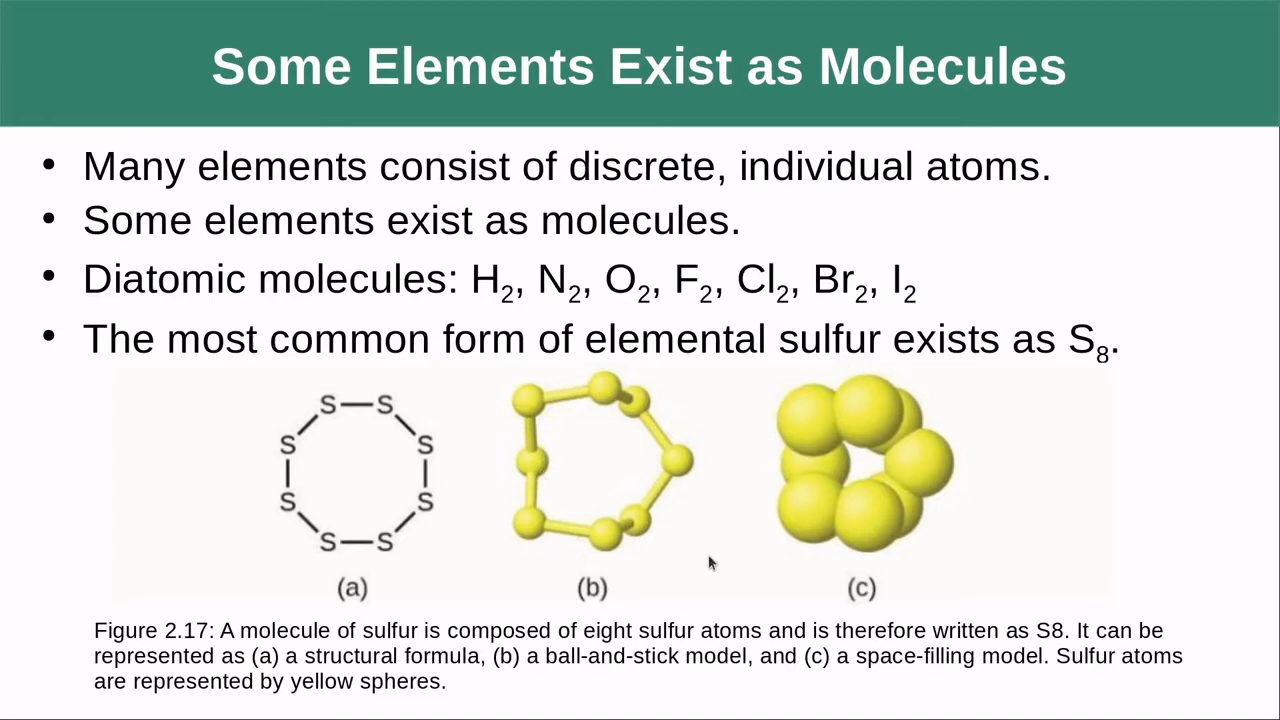 Some Elements Exist as Molecules
• Many elements consist of discrete, individual atoms.
• Some elements exist as molecules.
• Diatomic molecules: H₂, N₂, O₂, F₂, Cl₂, Br₂, I₂
• The most common form of elemental sulfur exists as S₈.
S S
S S
S S
S S
(a) (b) (c)
Figure 2.17: A molecule of sulfur is composed of eight sulfur atoms and is therefore written as S8. It can be
represented as (a) a structural formula, (b) a ball-and-stick model, and (c) a space-filling model. Sulfur atoms
are represented by yellow spheres.